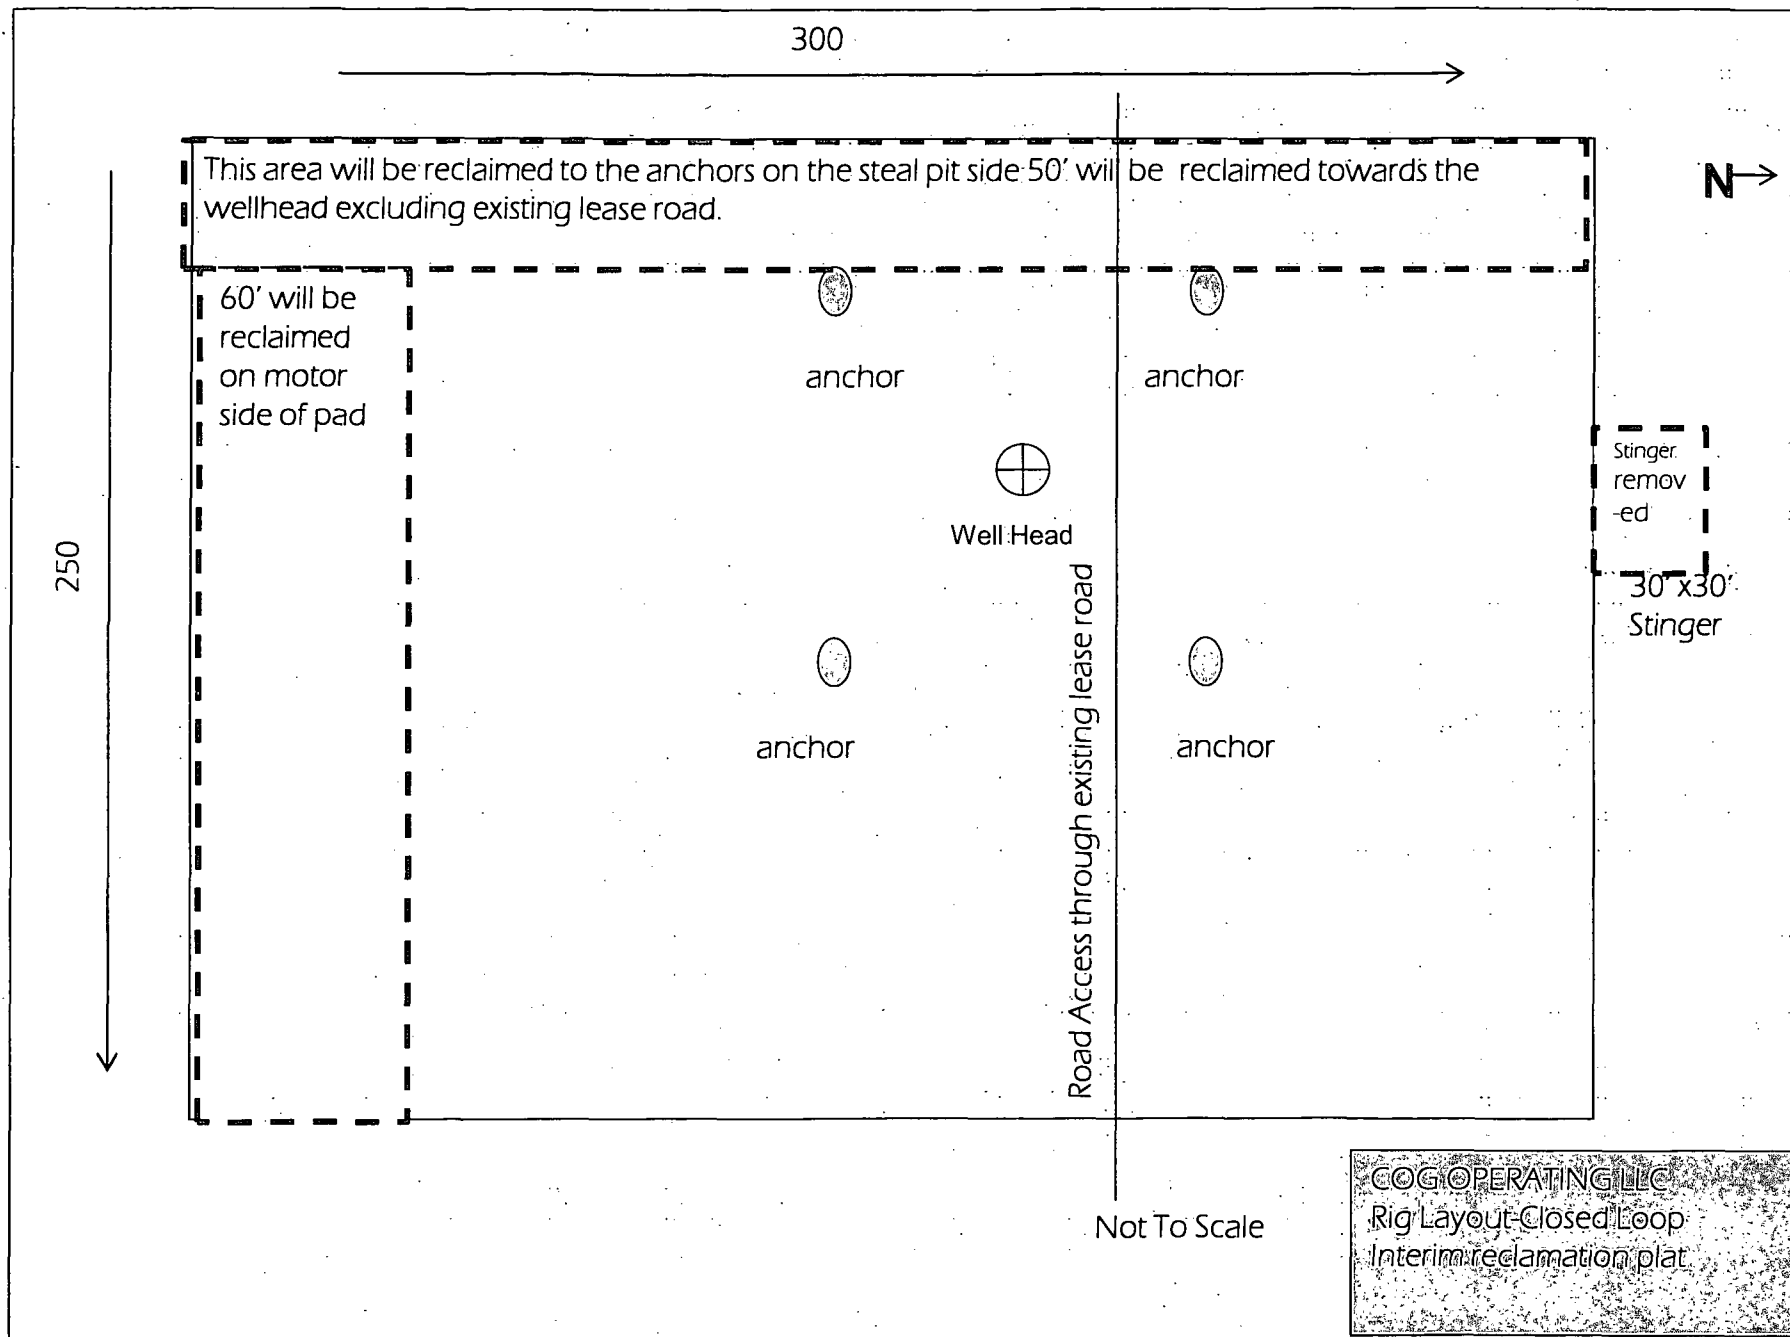 300
This area will be reclaimed to the anchors on the steal pit side 50' will be reclaimed towards the
wellhead excluding existing lease road.
N
60' will be
reclaimed
on motor
side of pad
anchor
anchor
Stinger
remov
-ed
Well Head
250
30' x30'
Stinger
Road Access through existing lease road
anchor
anchor
Not To Scale
COG OPERATING LLC
Rig Layout-Closed Loop
Interim reclamation plat